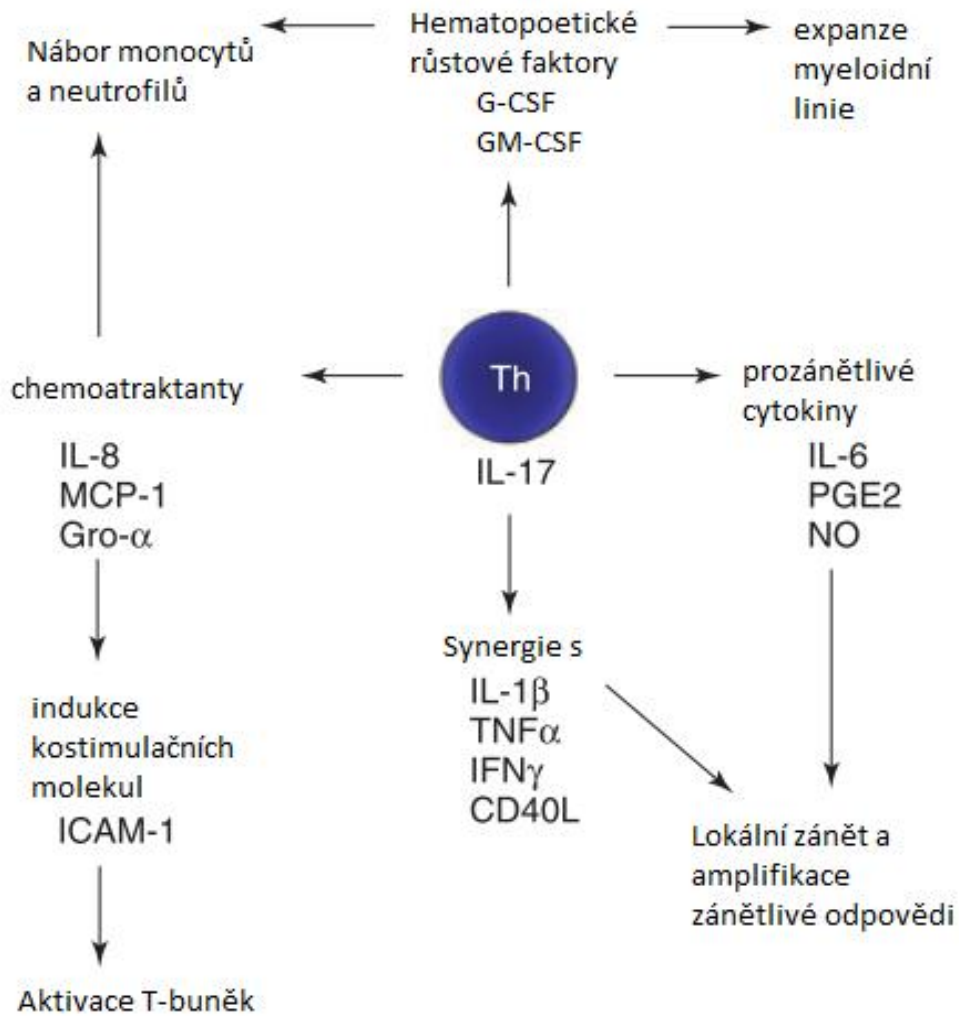 Nábor monocytů
a neutrofilů
Hematopoetické
růstové faktory
G-CSF
GM-CSF
expanze
myeloidní
linie
chemoatraktanty
IL-8
MCP-1
Gro-α
Th
IL-17
prozánětlivé
cytokiny
IL-6
PGE2
NO
indukce
kostimulačních
molekul
ICAM-1
Synergie s
IL-1β
TNFα
IFNγ
CD40L
Lokální zánět a
amplifikace
zánětlivé odpovědi
Aktivace T-buněk